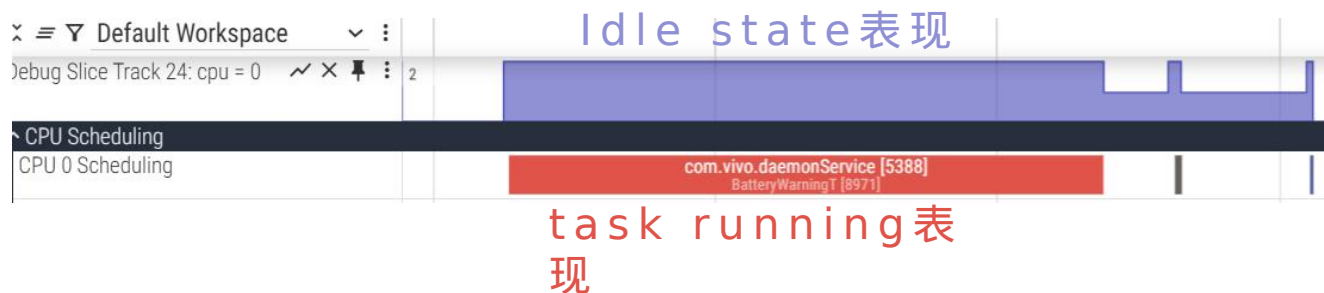 Idle state表现
Default Workspace
Debug Slice Track 24: cpu = 0
2
CPU Scheduling
CPU 0 Scheduling
com.vivo.daemonService [5388]
BatteryWarningT [8971]
task running表
现